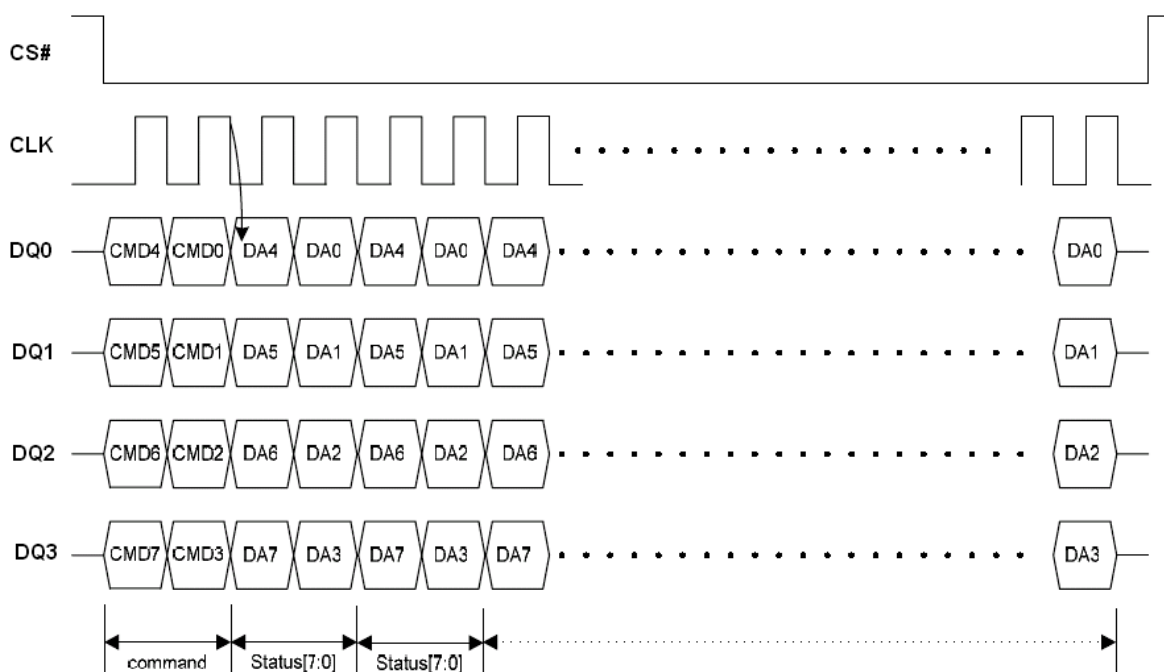 CS#
CLK
DQ0 CMD4 CMD0 DA4 DA0 DA4 DA0 DA4 DA0
DQ1 CMD5 CMD1 DA5 DA1 DA5 DA1 DA5 DA1
DQ2 CMD6 CMD2 DA6 DA2 DA6 DA2 DA6 DA2
DQ3 CMD7 CMD3 DA7 DA3 DA7 DA3 DA7 DA3
command Status[7:0] Status[7:0]